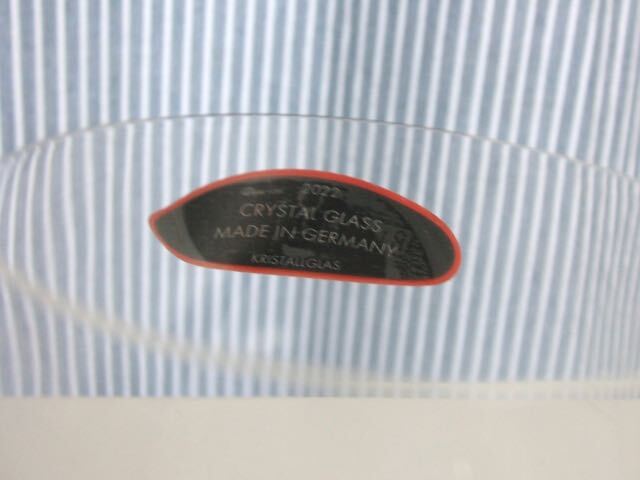 2022
CRYSTAL GLASS
MADE IN GERMANY
KRISTALLGLAS